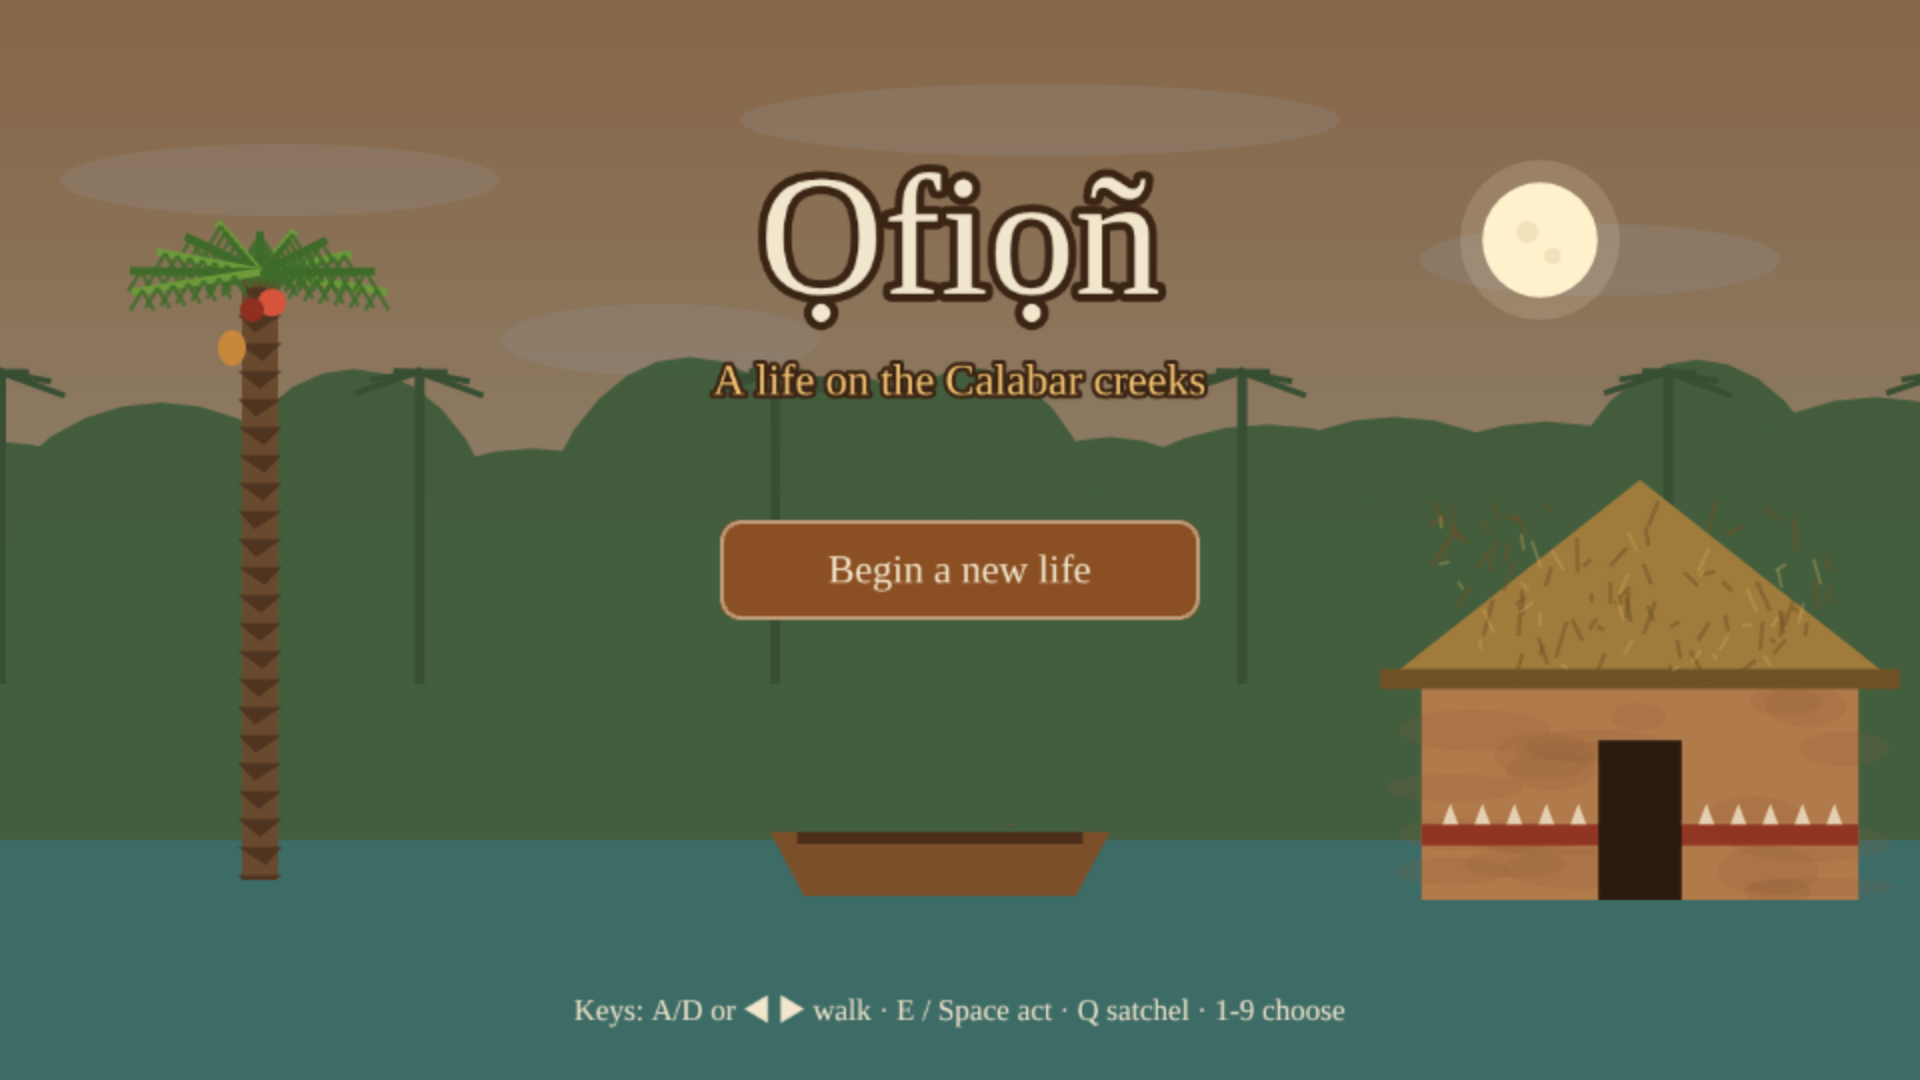 Ọfiọñ
A life on the Calabar creeks
Begin a new life
Keys: A/D or ◀ ▶ walk · E / Space act · Q satchel · 1-9 choose